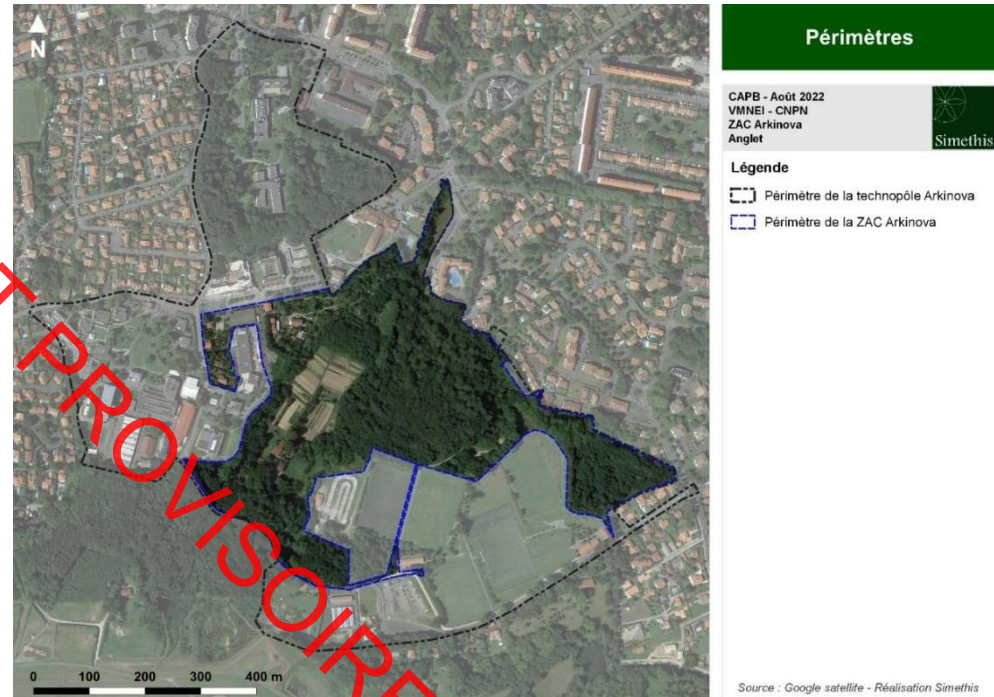 N
Périmètres
CAPB - Août 2022
VMNEI - CNPN
ZAC Arkinova
Anglet
Simethis
Légende
Périmètre de la technopôle Arkinova
Périmètre de la ZAC Arkinova
T PROVISOIRE
0 100 200 300 400 m
Source : Google satellite - Réalisation Simethis